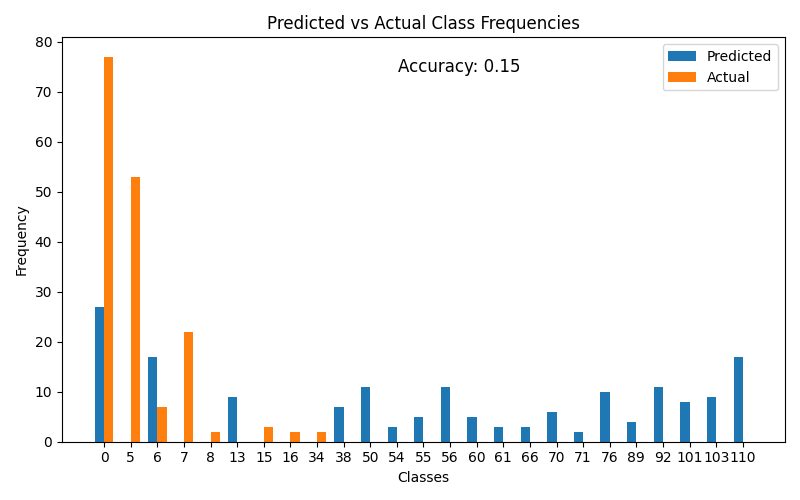 Predicted vs Actual Class Frequencies
Accuracy: 0.15
Predicted
Actual
80
70
60
50
40
30
20
10
0
Frequency
0 5 6 7 8 13 15 16 34 38 50 54 55 56 60 61 66 70 71 76 89 92 101 103 110
Classes